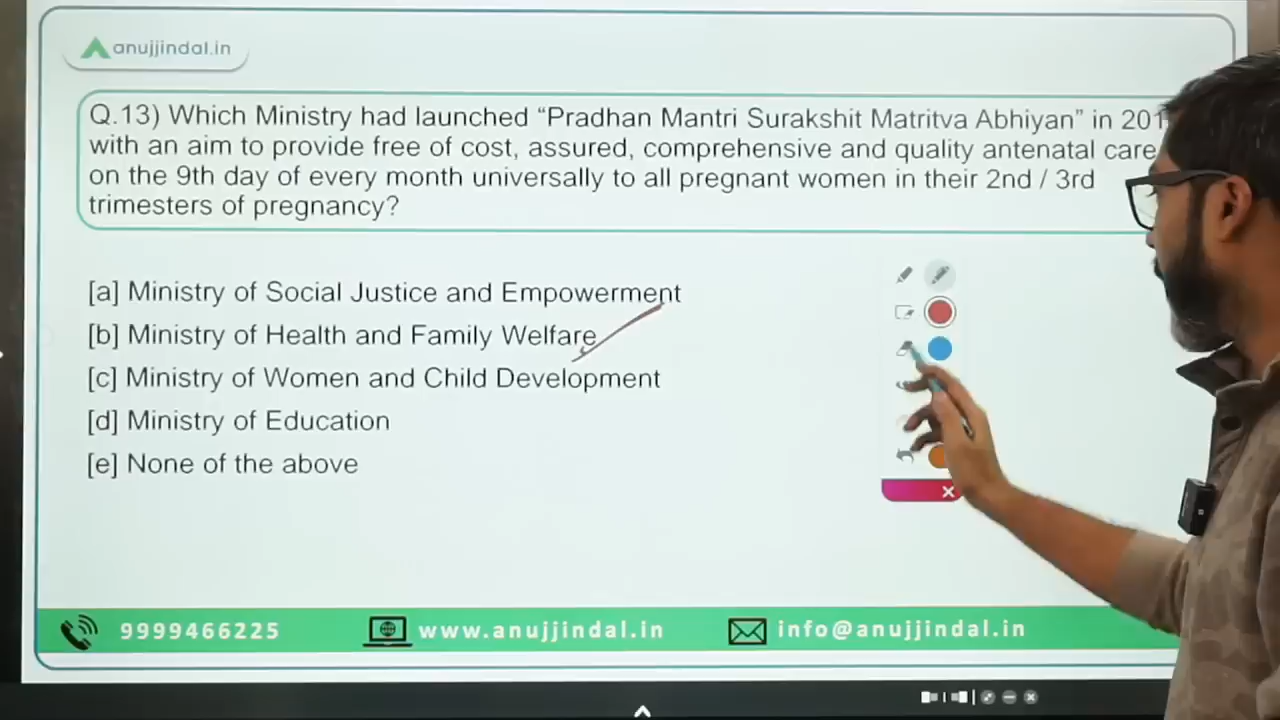 anujjindal.in
Q.13) Which Ministry had launched “Pradhan Mantri Surakshit Matritva Abhiyan” in 201
with an aim to provide free of cost, assured, comprehensive and quality antenatal care
on the 9th day of every month universally to all pregnant women in their 2nd / 3rd
trimesters of pregnancy?
[a] Ministry of Social Justice and Empowerment
[b] Ministry of Health and Family Welfare
[c] Ministry of Women and Child Development
[d] Ministry of Education
[e] None of the above
9999466225 www.anujjindal.in info@anujjindal.in